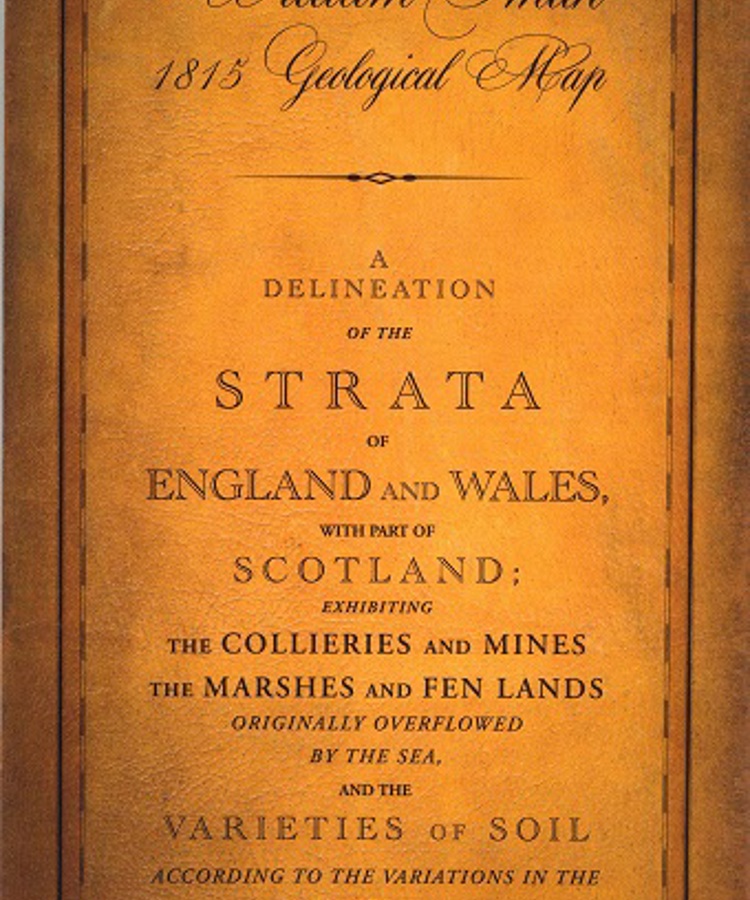 William Smith
1815 Geological Map
A
DELINEATION
OF THE
STRATA
OF
ENGLAND AND WALES,
WITH PART OF
SCOTLAND;
EXHIBITING
THE COLLIERIES AND MINES
THE MARSHES AND FEN LANDS
ORIGINALLY OVERFLOWED
BY THE SEA,
AND THE
VARIETIES OF SOIL
ACCORDING TO THE VARIATIONS IN THE